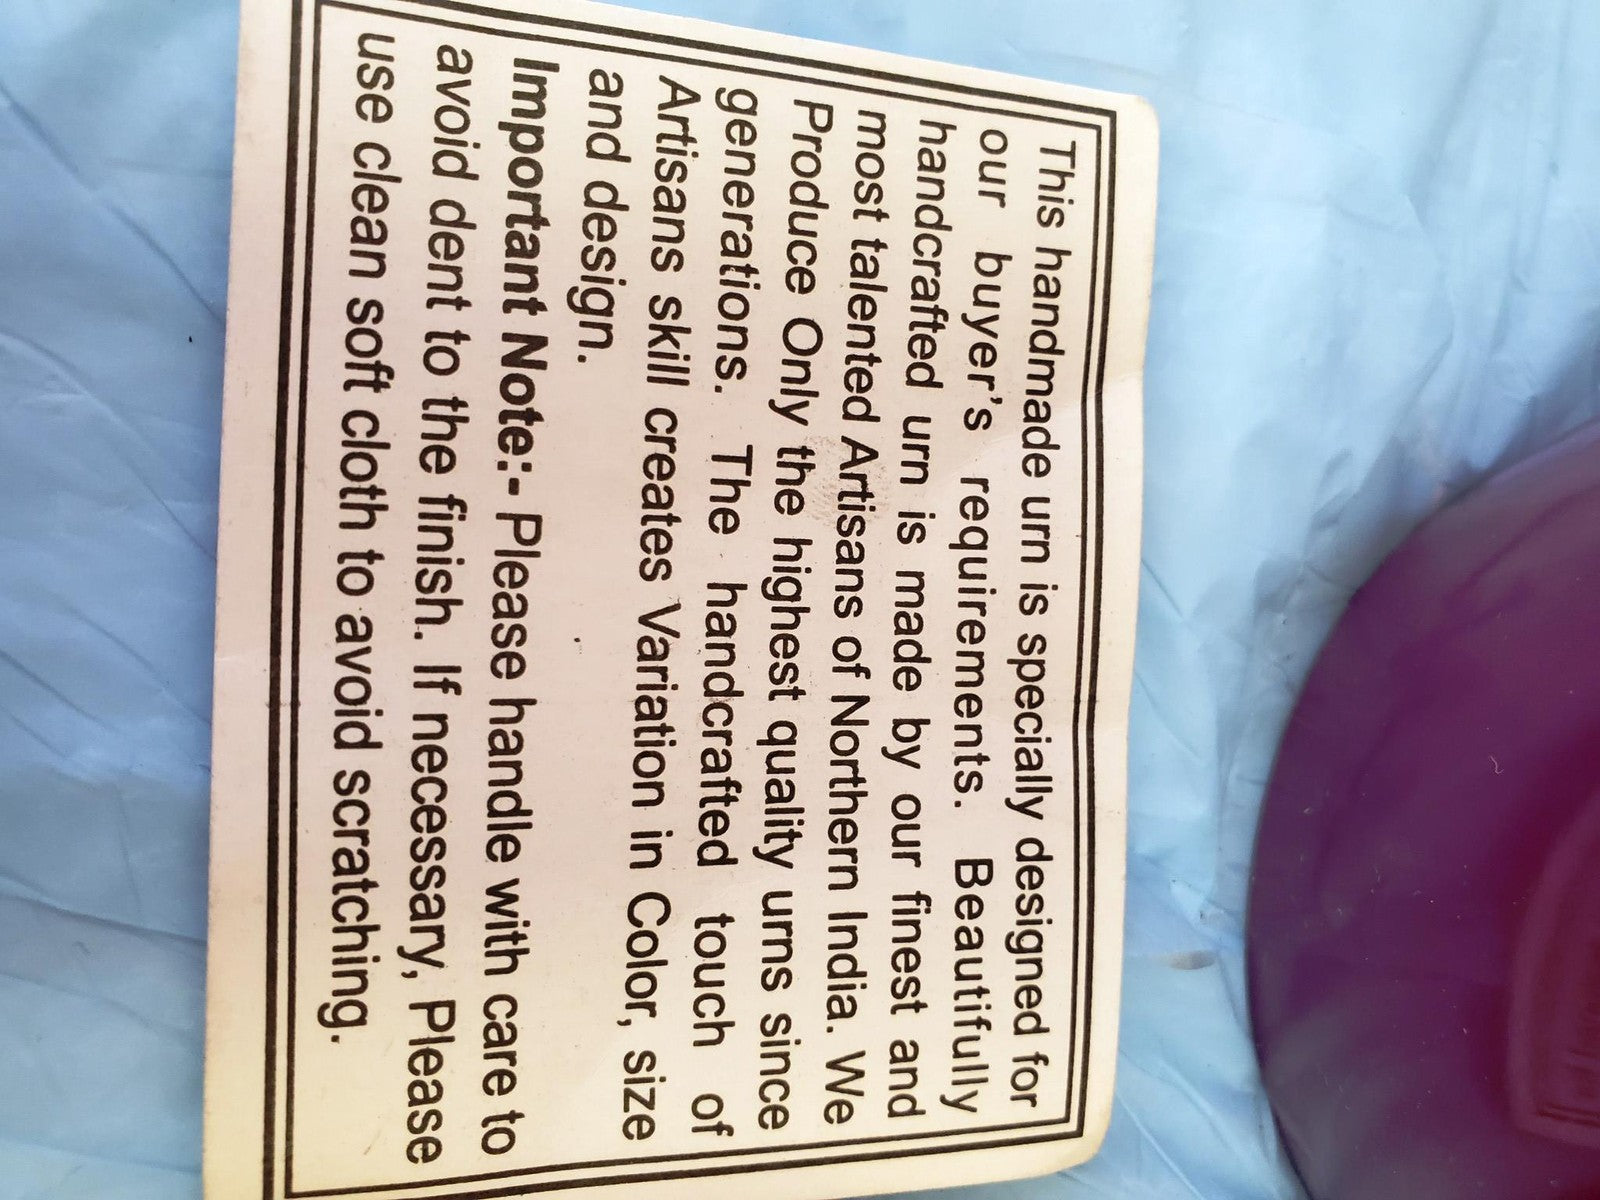 This handmade urn is specially designed for
our buyer's requirements. Beautifully
handcrafted urn is made by our finest and
most talented Artisans of Northern India. We
Produce Only the highest quality urns since
generations. The handcrafted touch of
Artisans skill creates Variation in Color, size
and design.
Important Note:- Please handle with care to
avoid dent to the finish. If necessary, Please
use clean soft cloth to avoid scratching.